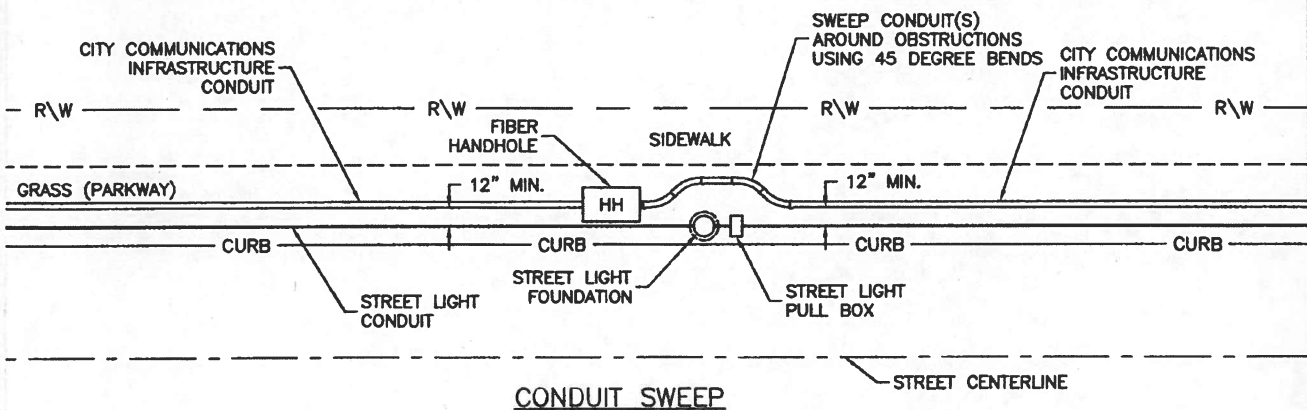 CITY COMMUNICATIONS
INFRASTRUCTURE
CONDUIT
SWEEP CONDUIT(S)
AROUND OBSTRUCTIONS
USING 45 DEGREE BENDS
CITY COMMUNICATIONS
INFRASTRUCTURE
CONDUIT
R\W
R\W
R\W
R\W
FIBER
HANDHOLE
SIDEWALK
GRASS (PARKWAY)
12" MIN.
HH
12" MIN.
CURB
CURB
CURB
CURB
STREET LIGHT
CONDUIT
STREET LIGHT
FOUNDATION
STREET LIGHT
PULL BOX
STREET CENTERLINE
CONDUIT SWEEP